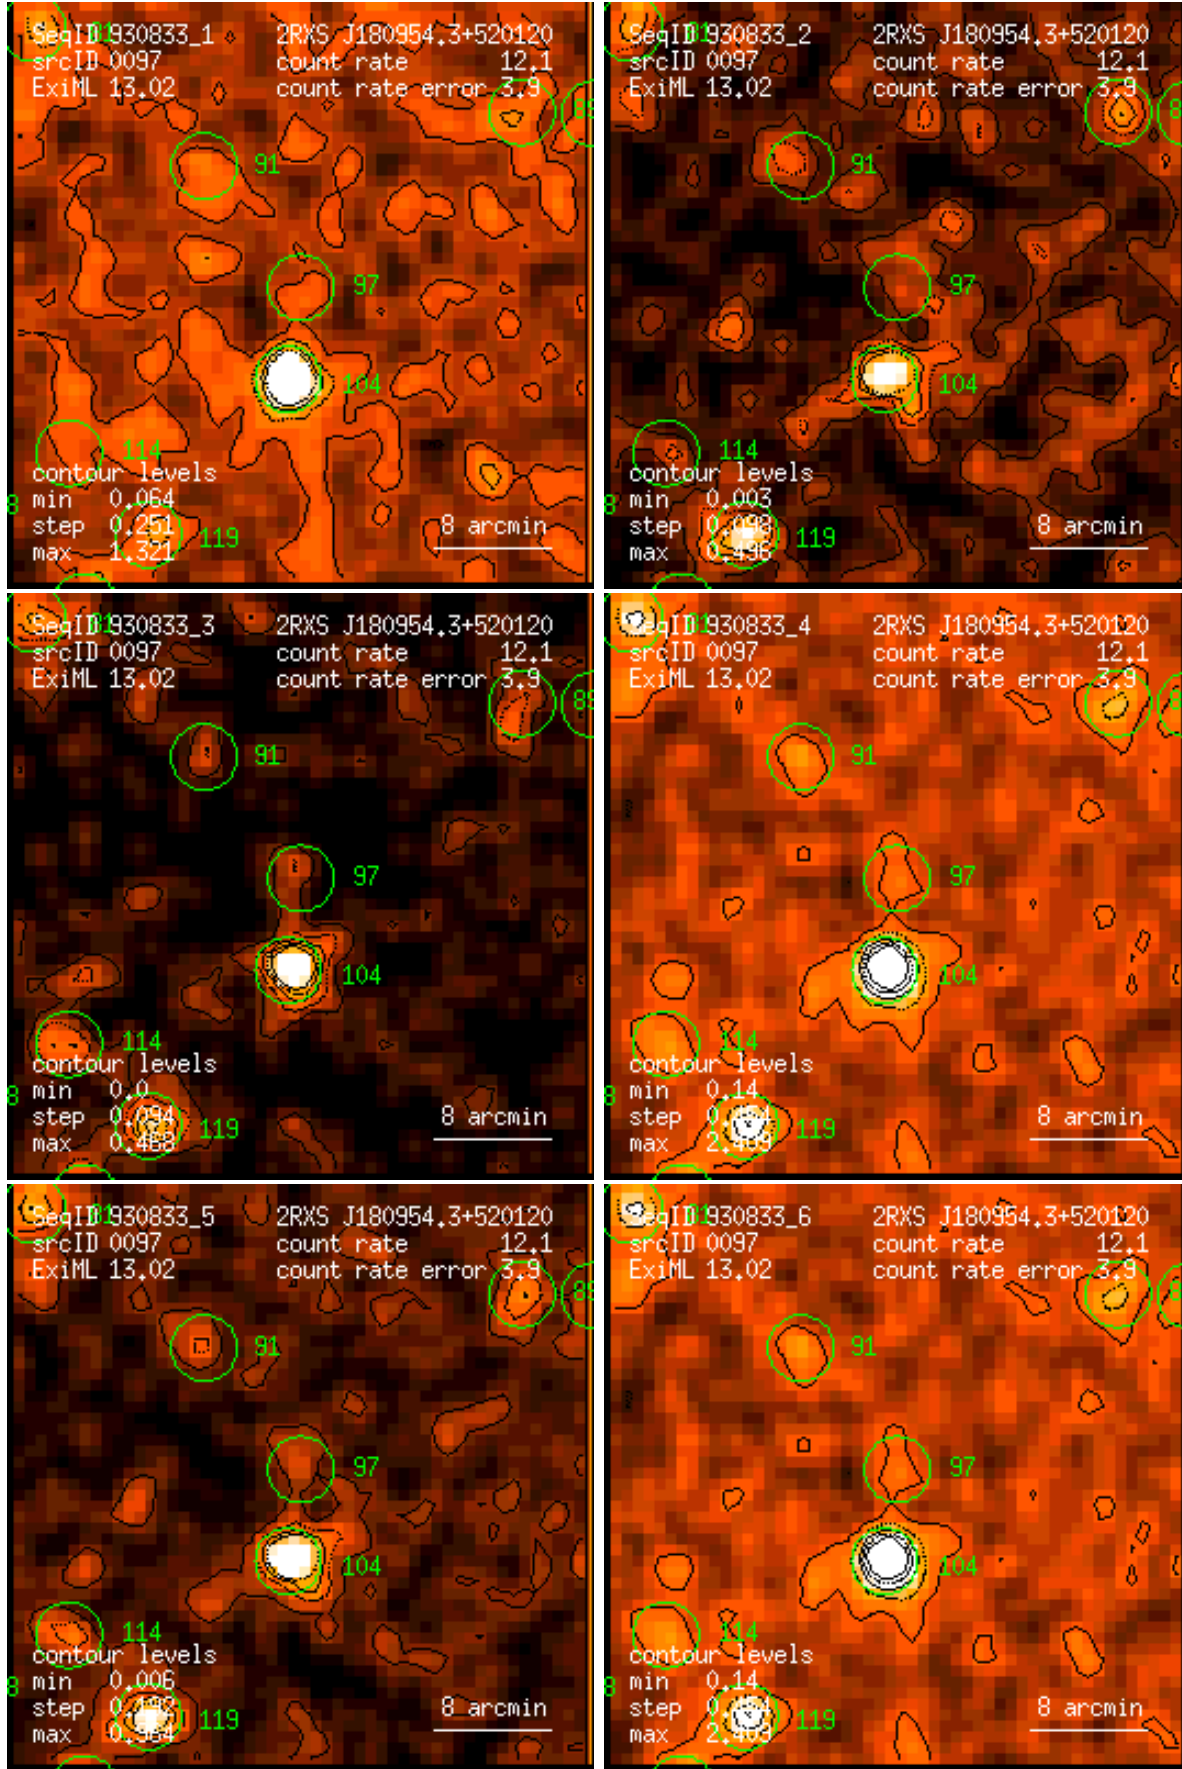 SeqID 930833_1 2RXS J180954.3+520120
srcID 0097 count rate 12.1
ExiML 13.02 count rate error 3.9
91
97
104
114
contour levels
min 0.064
step 0.251
max 1.321
119
8 arcmin
SeqID 930833_2 2RXS J180954.3+520120
srcID 0097 count rate 12.1
ExiML 13.02 count rate error 3.9
91
97
104
114
contour levels
min 0.003
step
max 0.496
119
8 arcmin
SeqID 930833_3 2RXS J180954.3+520120
srcID 0097 count rate 12.1
ExiML 13.02 count rate error 3.9
91
97
104
114
contour levels
min 0.0
step 0.094
max 0.468
119
8 arcmin
SeqID 930833_4 2RXS J180954.3+520120
srcID 0097 count rate 12.1
ExiML 13.02 count rate error 3.9
91
97
104
114
contour levels
min 0.14
step
max
119
8 arcmin
SeqID 930833_5 2RXS J180954.3+520120
srcID 0097 count rate 12.1
ExiML 13.02 count rate error 3.9
91
97
104
114
contour levels
min 0.006
step
max
119
8 arcmin
SeqID 930833_6 2RXS J180954.3+520120
srcID 0097 count rate 12.1
ExiML 13.02 count rate error 3.9
91
97
104
114
contour levels
min 0.14
step
max
119
8 arcmin